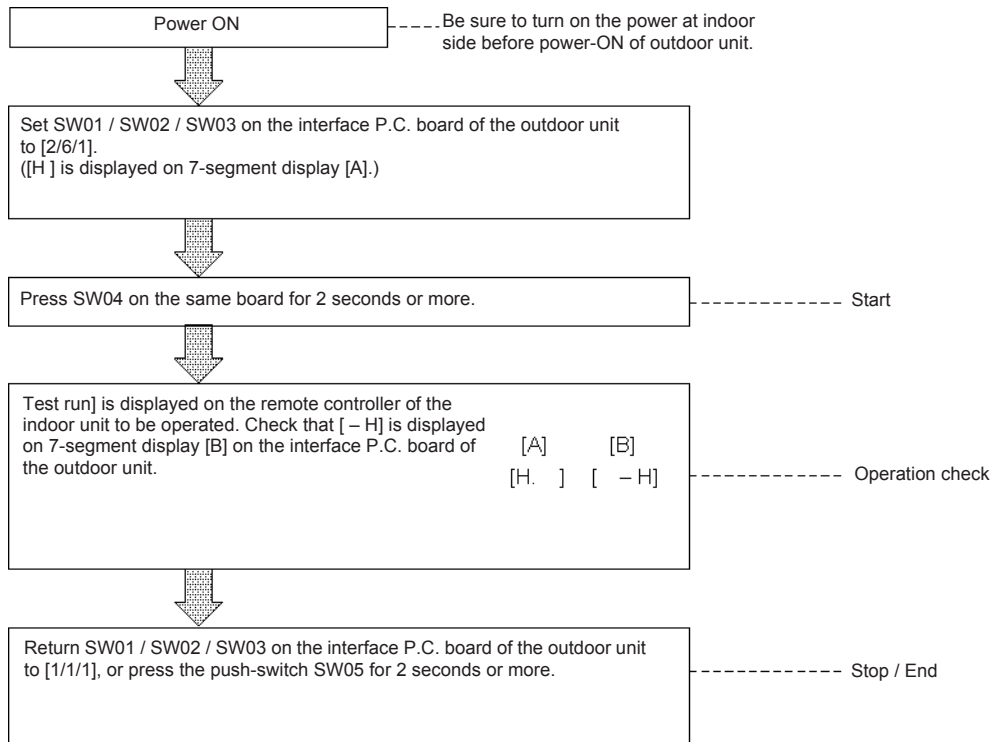 Power ON
Be sure to turn on the power at indoor
side before power-ON of outdoor unit.
Set SW01 / SW02 / SW03 on the interface P.C. board of the outdoor unit
to [2/6/1].
([H ] is displayed on 7-segment display [A].)
Press SW04 on the same board for 2 seconds or more.
Start
Test run] is displayed on the remote controller of the
indoor unit to be operated. Check that [ – H] is displayed
on 7-segment display [B] on the interface P.C. board of
the outdoor unit.
[A] [B]
[H. ] [ – H]
Operation check
Return SW01 / SW02 / SW03 on the interface P.C. board of the outdoor unit
to [1/1/1], or press the push-switch SW05 for 2 seconds or more.
Stop / End